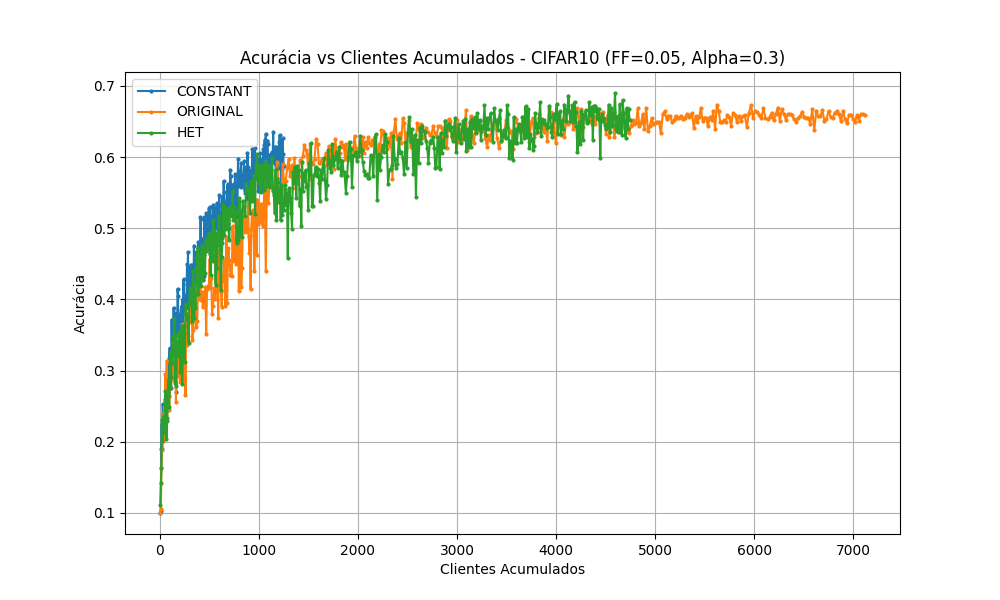 Acurácia vs Clientes Acumulados - CIFAR10 (FF=0.05, Alpha=0.3)
CONSTANT
ORIGINAL
HET
Acurácia
0.7
0.6
0.5
0.4
0.3
0.2
0.1
0 1000 2000 3000 4000 5000 6000 7000
Clientes Acumulados